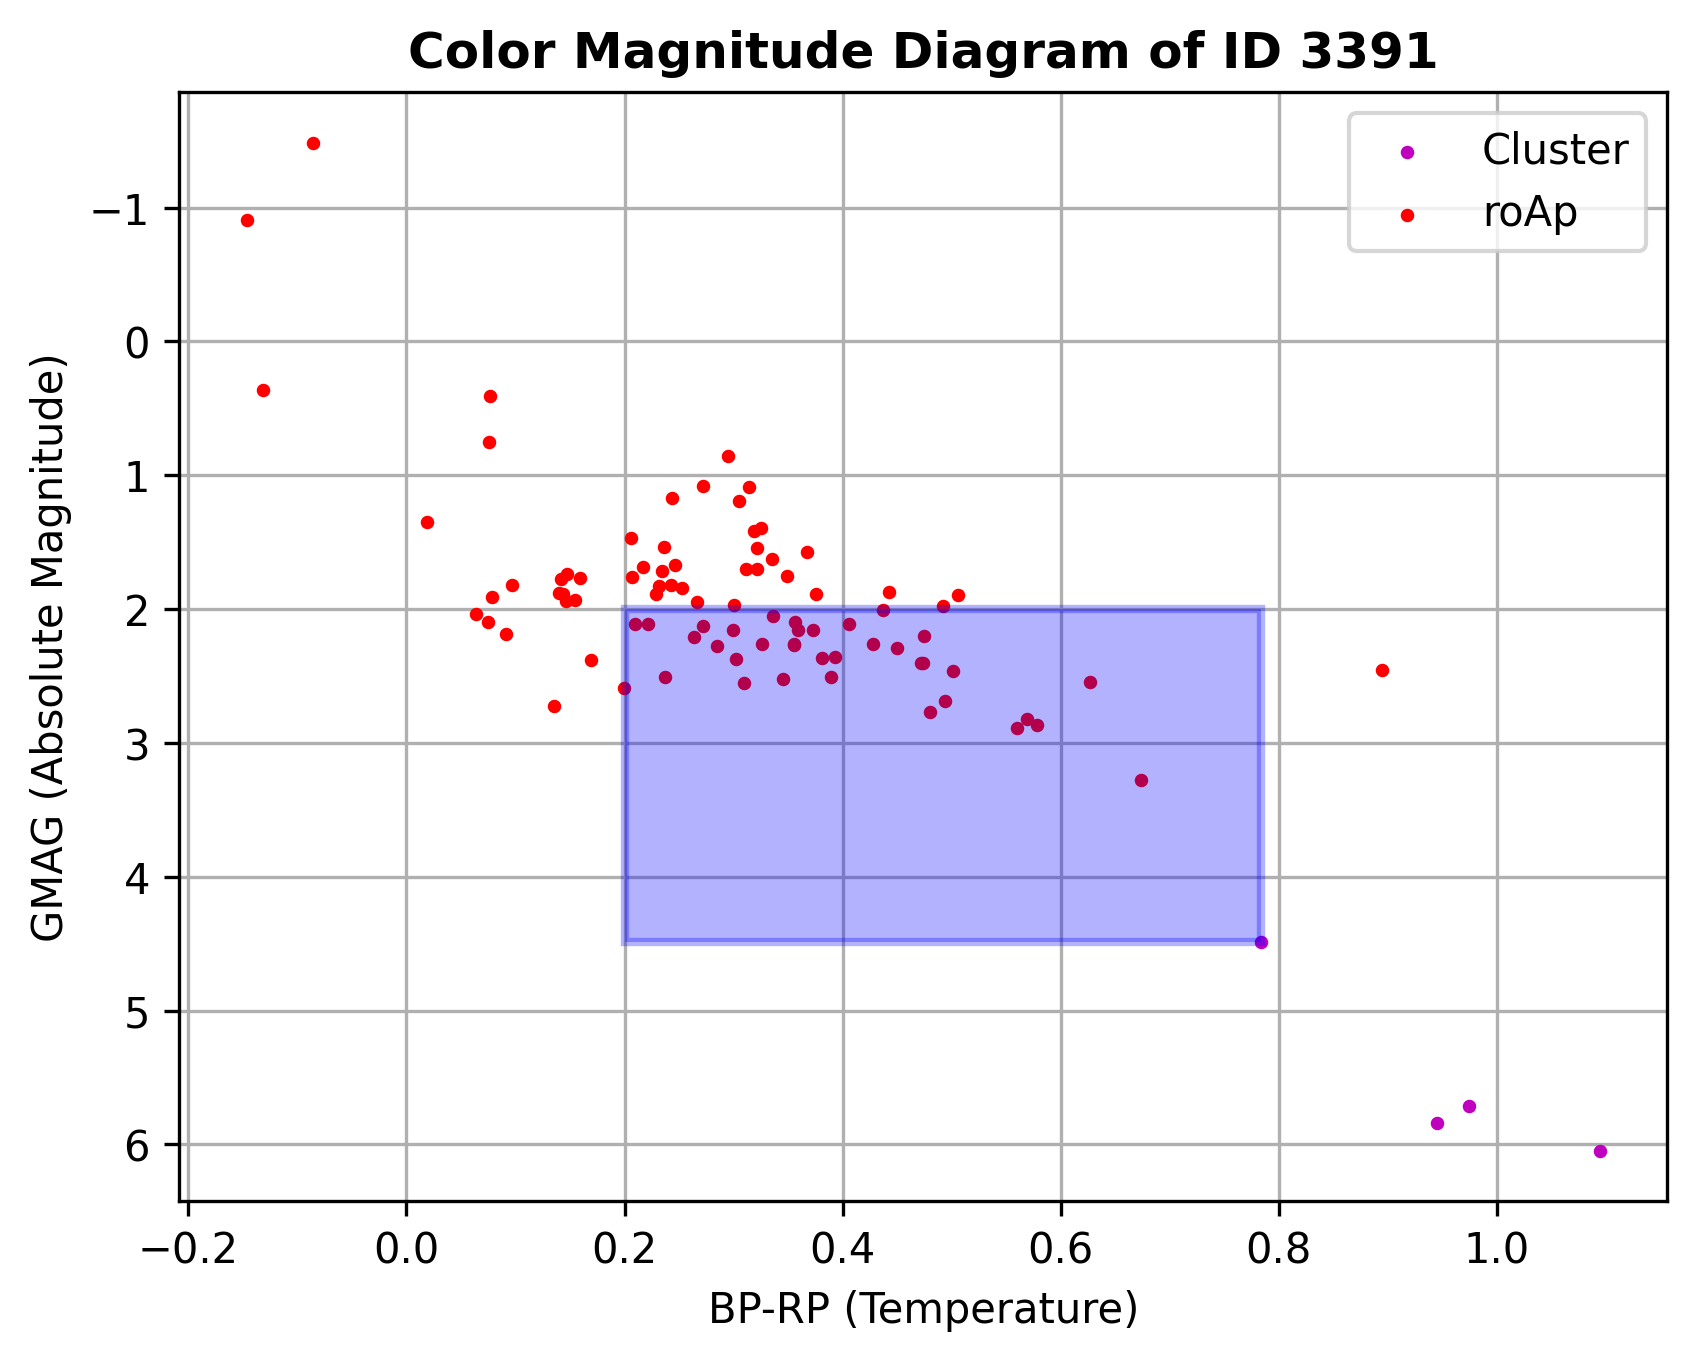 Color Magnitude Diagram of ID 3391
Cluster
roAp
GMAG (Absolute Magnitude)
−1
0
1
2
3
4
5
6
−0.2 0.0 0.2 0.4 0.6 0.8 1.0
BP-RP (Temperature)